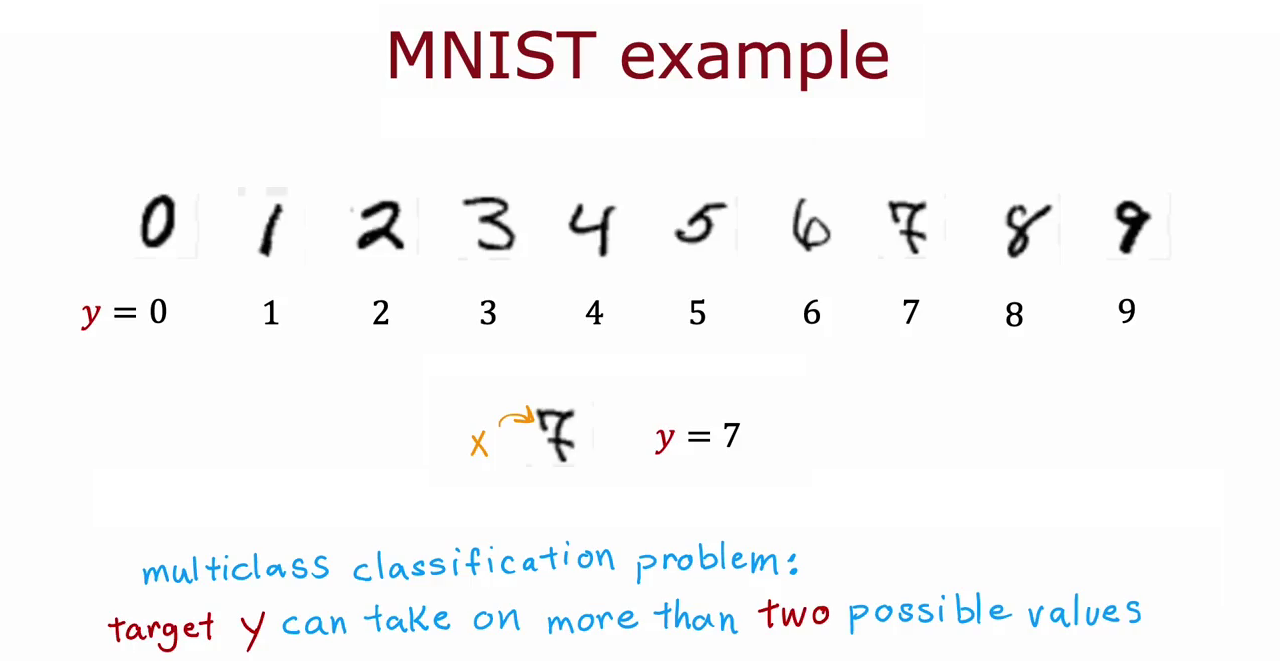 MNIST example
0 1 2 3 4 5 6 7 8 9
y = 0 1 2 3 4 5 6 7 8 9
x 7 y = 7
multiclass classification problem:
target y can take on more than two possible values